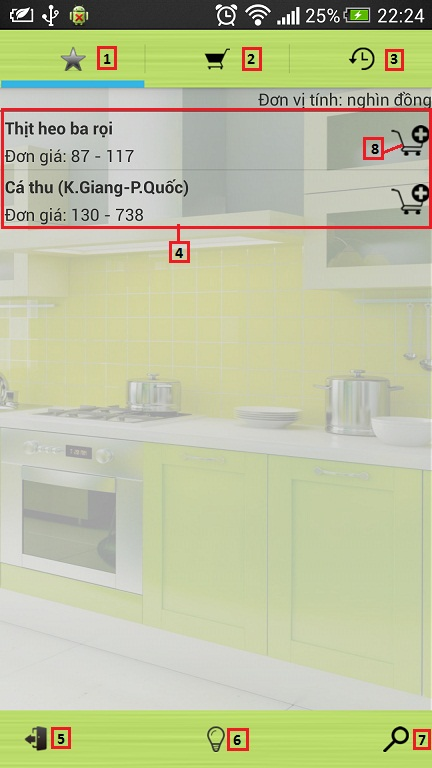 25% 22:24
1 2 3
Đơn vị tính: nghìn đồng
Thịt heo ba rọi
Đơn giá: 87 - 117
8
Cá thu (K.Giang-P.Quốc)
Đơn giá: 130 - 738
4
5 6 7